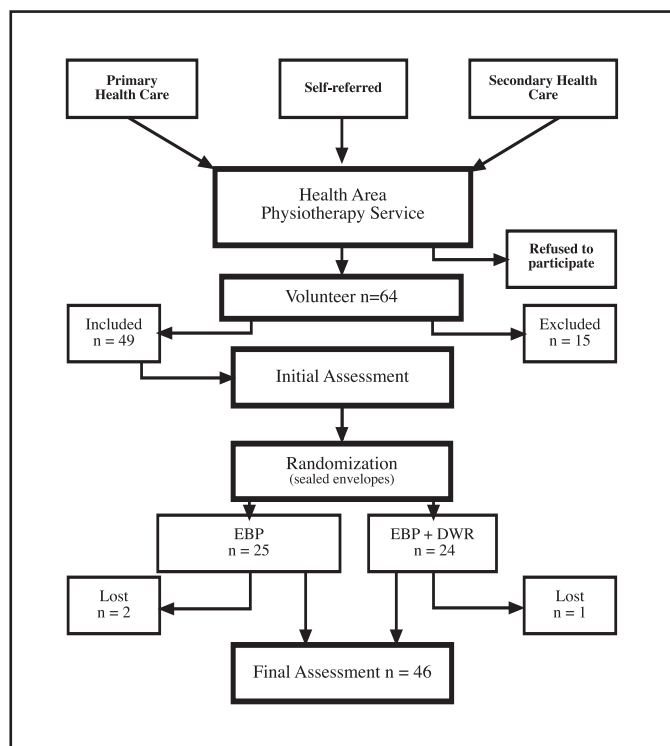 Primary
Health Care
Self-referred
Secondary Health
Care
Health Area
Physiotherapy Service
Refused to
participate
Volunteer n=64
Included
n = 49
Excluded
n = 15
Initial Assessment
Randomization
(sealed envelopes)
EBP
n = 25
EBP + DWR
n = 24
Lost
n = 2
Lost
n = 1
Final Assessment n = 46